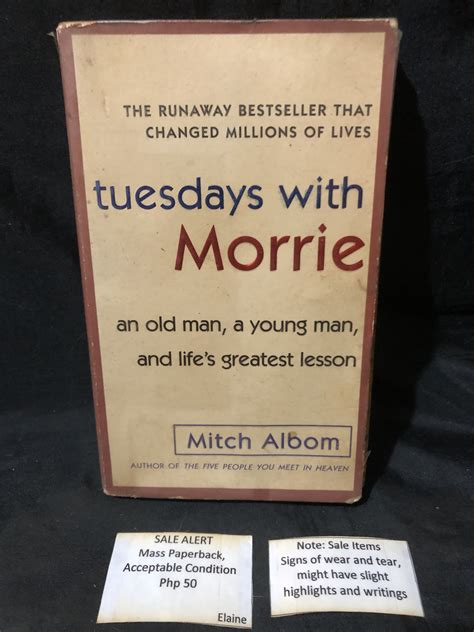 THE RUNAWAY BESTSELLER THAT
CHANGED MILLIONS OF LIVES
tuesdays with
Morrie
an old man, a young man,
and life's greatest lesson
Mitch Albom
AUTHOR OF THE FIVE PEOPLE YOU MEET IN HEAVEN
SALE ALERT
Mass Paperback,
Acceptable Condition
Php 50
Elaine
Note: Sale Items
Signs of wear and tear,
might have slight
highlights and writings